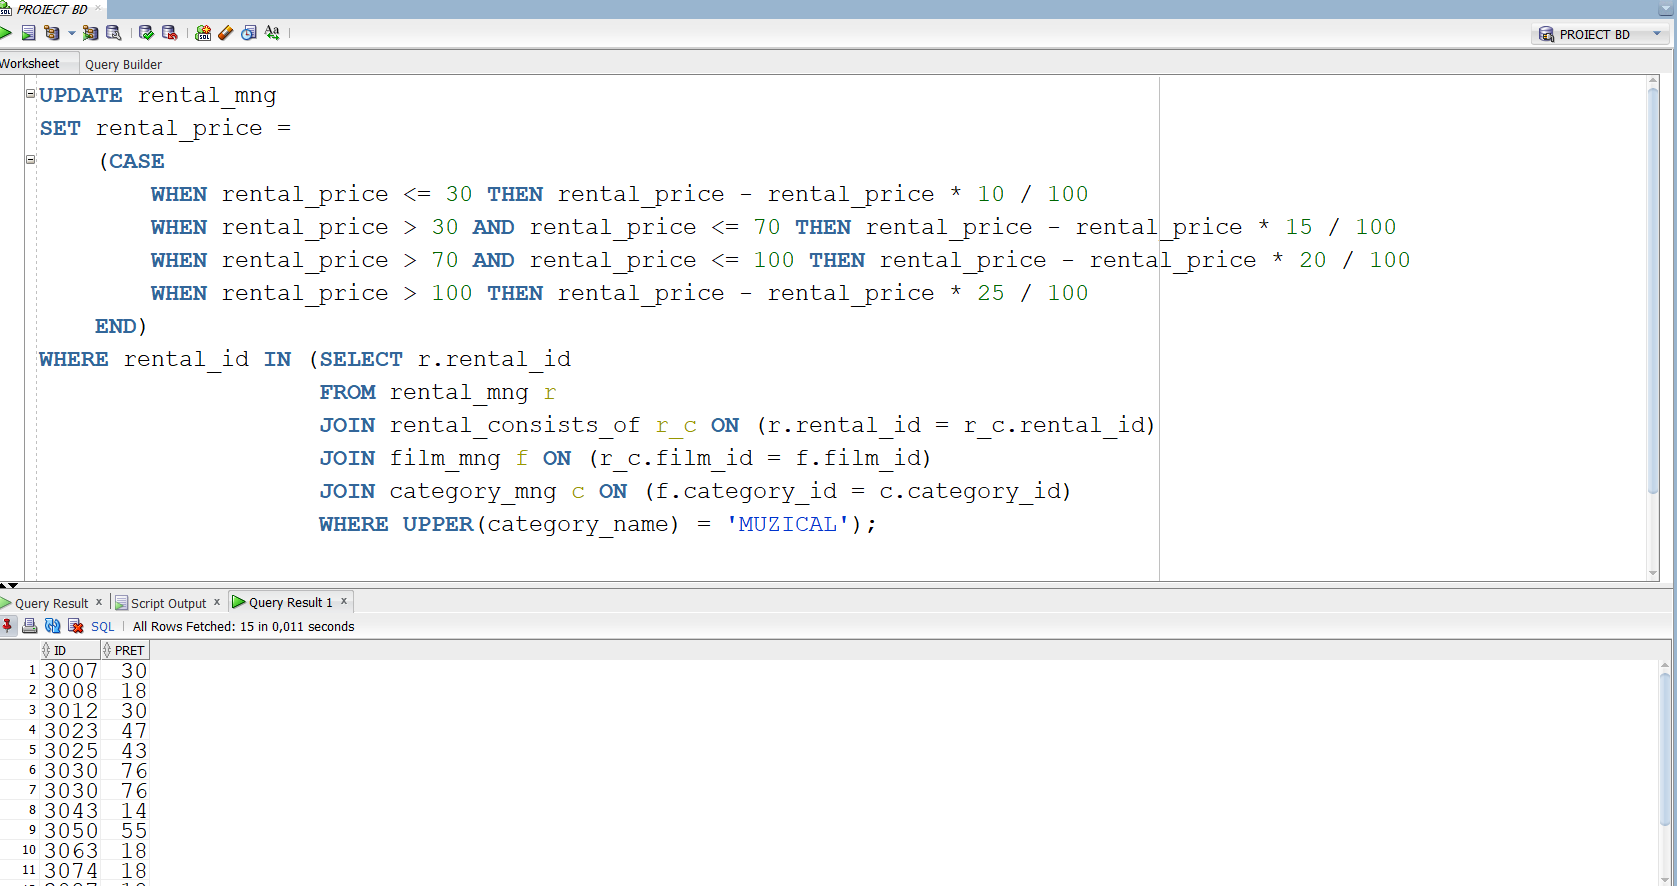 PROIECT BD
PROIECT BD
Worksheet Query Builder
UPDATE rental_mng
SET rental_price =
(CASE
WHEN rental_price <= 30 THEN rental_price - rental_price * 10 / 100
WHEN rental_price > 30 AND rental_price <= 70 THEN rental_price - rental_price * 15 / 100
WHEN rental_price > 70 AND rental_price <= 100 THEN rental_price - rental_price * 20 / 100
WHEN rental_price > 100 THEN rental_price - rental_price * 25 / 100
END)
WHERE rental_id IN (SELECT r.rental_id
FROM rental_mng r
JOIN rental_consists_of r_c ON (r.rental_id = r_c.rental_id)
JOIN film_mng f ON (r_c.film_id = f.film_id)
JOIN category_mng c ON (f.category_id = c.category_id)
WHERE UPPER(category_name) = 'MUZICAL');
Query Result x Script Output x Query Result 1 x
SQL All Rows Fetched: 15 in 0,011 seconds
ID PRET
1 3007 30
2 3008 18
3 3012 30
4 3023 47
5 3025 43
6 3030 76
7 3030 76
8 3043 14
9 3050 55
10 3063 18
11 3074 18